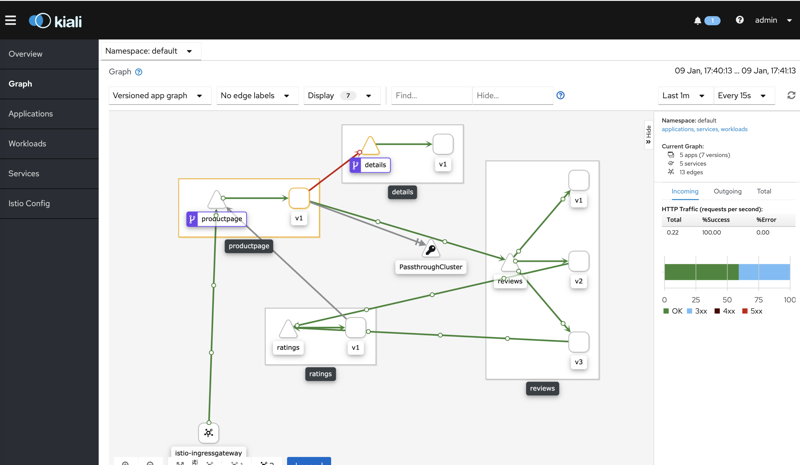 kiali
1
admin
Overview
Graph
Applications
Workloads
Services
Istio Config
Namespace: default
Graph
09 Jan, 17:40:13 ... 09 Jan, 17:41:13
Versioned app graph
No edge labels
Display 7
Find...
Hide...
Last 1m
Every 15s
Hide
details
v1
details
productpage
v1
productpage
PassthroughCluster
v1
reviews
v2
v3
reviews
ratings
v1
ratings
istio-ingressgateway
Namespace: default
applications, services, workloads
Current Graph:
5 apps (7 versions)
5 services
13 edges
Incoming
Outgoing
Total
HTTP Traffic (requests per second):
Total %Success %Error
0.22 100.00 0.00
0 25 50 75 100
OK 3xx 4xx 5xx